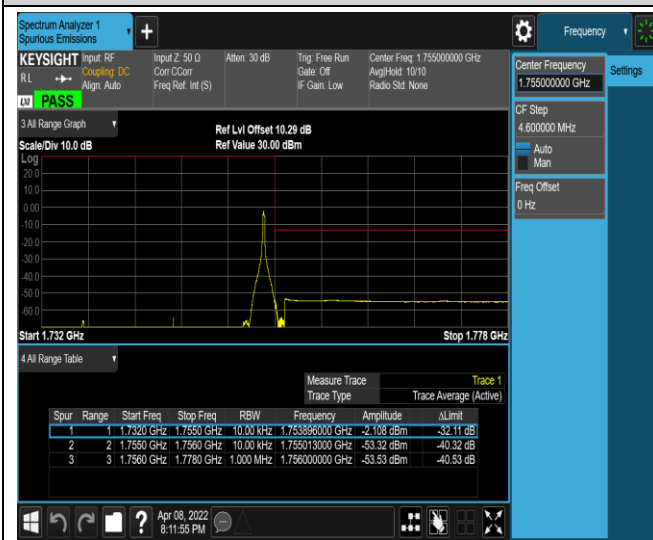 Spectrum Analyzer 1
Spurious Emissions
Frequency
KEYSIGHT
RL
LXI
PASS
Input: RF
Coupling: DC
Align: Auto
Input Z: 50 Ω
Corr CCorr
Freq Ref: Int (S)
Atten: 30 dB
Trig: Free Run
Gate: Off
IF Gain: Low
Center Freq: 1.755000000 GHz
Avg|Hold: 10/10
Radio Std: None
Center Frequency
1.755000000 GHz
Settings
CF Step
4.600000 MHz
Auto
Man
Freq Offset
0 Hz
3 All Range Graph
Scale/Div 10.0 dB
Ref Lvl Offset 10.29 dB
Ref Value 30.00 dBm
Log
20.0
10.0
0.00
-10.0
-20.0
-30.0
-40.0
-50.0
-60.0
Start 1.732 GHz
Stop 1.778 GHz
4 All Range Table
Measure Trace Trace 1
Trace Type Trace Average (Active)
Spur Range Start Freq Stop Freq RBW Frequency Amplitude ΔLimit
1 1 1.7320 GHz 1.7550 GHz 10.00 kHz 1.753896000 GHz -2.108 dBm -32.11 dB
2 2 1.7550 GHz 1.7560 GHz 10.00 kHz 1.755013000 GHz -53.32 dBm -40.32 dB
3 3 1.7560 GHz 1.7780 GHz 1.000 MHz 1.756000000 GHz -53.53 dBm -40.53 dB
?
Apr 08, 2022
8:11:55 PM